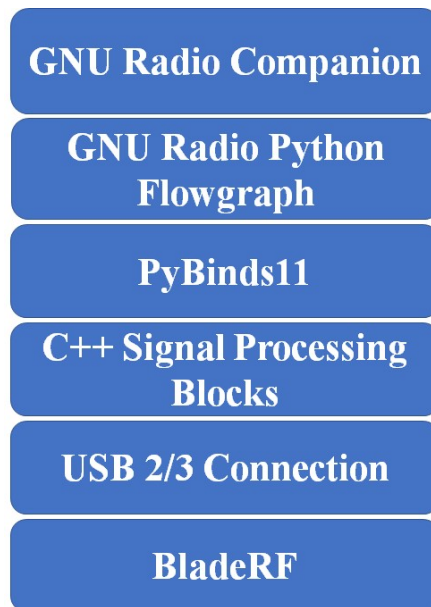 GNU Radio Companion
GNU Radio Python
Flowgraph
PyBinds11
C++ Signal Processing
Blocks
USB 2/3 Connection
BladeRF